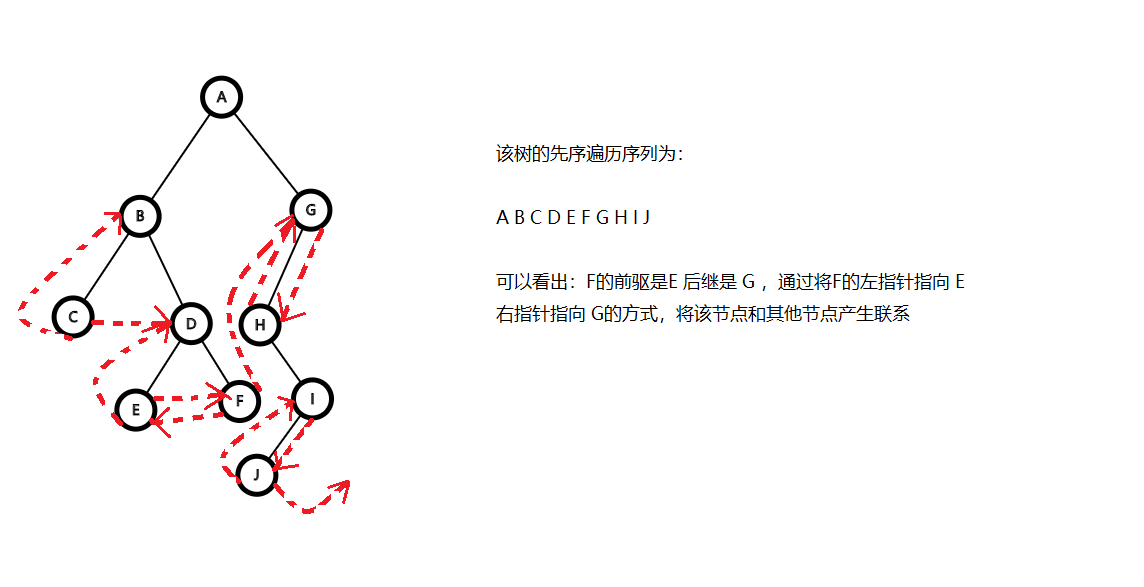 A
B
G
C
D
H
E
F
I
J
该树的先序遍历序列为：
A B C D E F G H I J
可以看出：F的前驱是E 后继是 G ，通过将F的左指针指向 E
右指针指向 G的方式，将该节点和其他节点产生联系